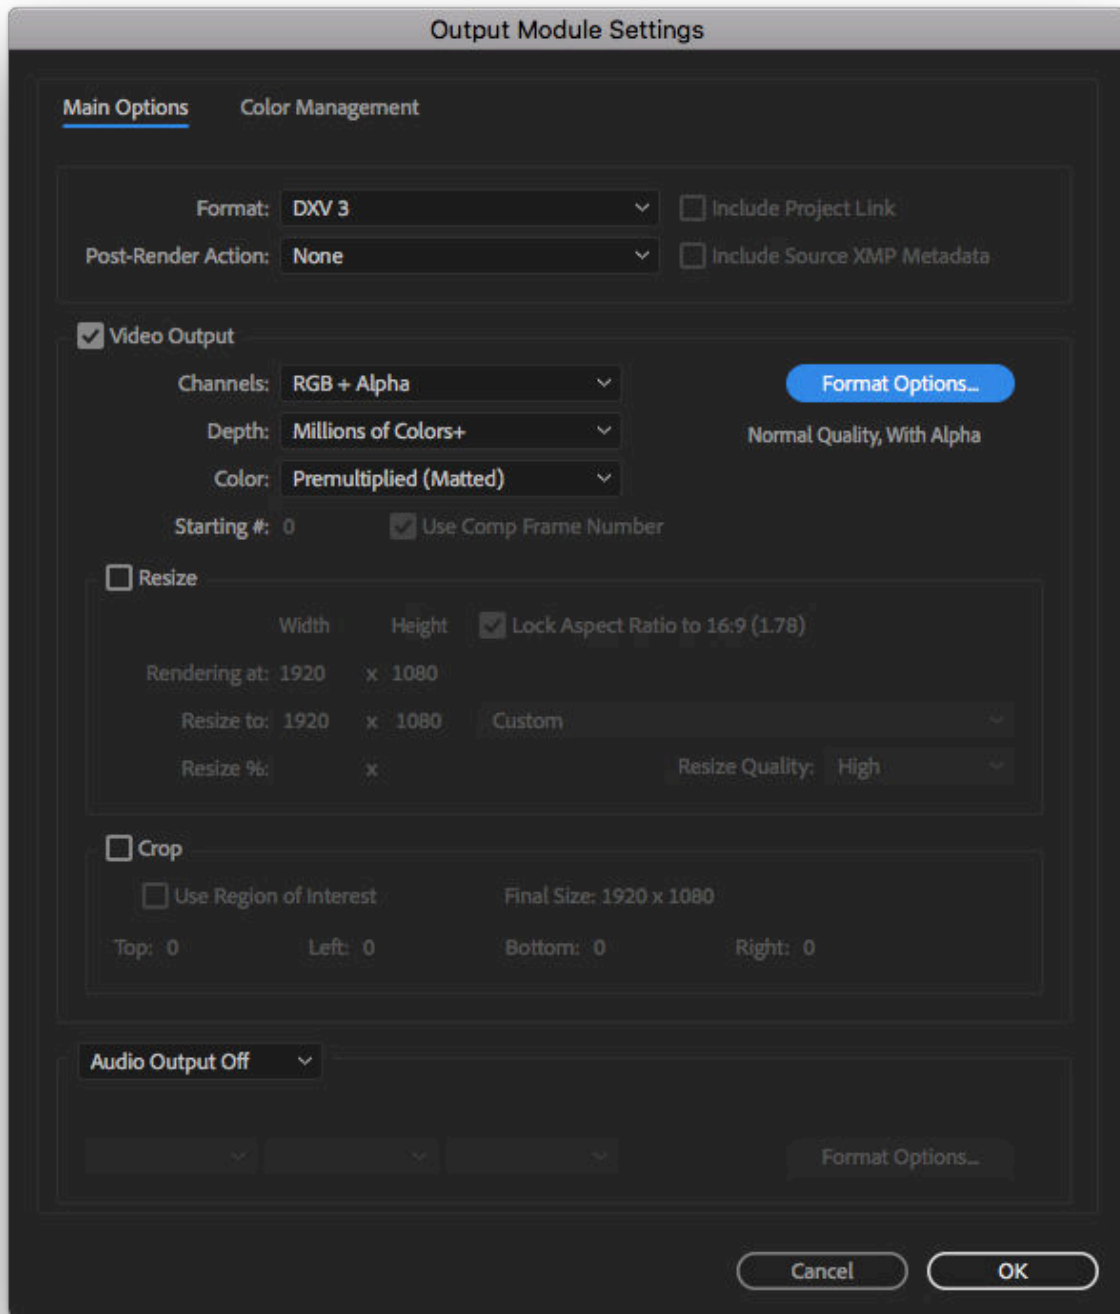 Output Module Settings
Main Options Color Management
Format: DXV 3 Include Project Link
Post-Render Action: None Include Source XMP Metadata
Video Output
Channels: RGB + Alpha Format Options...
Depth: Millions of Colors+ Normal Quality, With Alpha
Color: Premultiplied (Matted)
Starting #: 0 Use Comp Frame Number
Resize
Width Height Lock Aspect Ratio to 16:9 (1.78)
Rendering at: 1920 x 1080
Resize to: 1920 x 1080 Custom
Resize %: x Resize Quality: High
Crop
Use Region of Interest Final Size: 1920 x 1080
Top: 0 Left: 0 Bottom: 0 Right: 0
Audio Output Off
Format Options...
Cancel OK